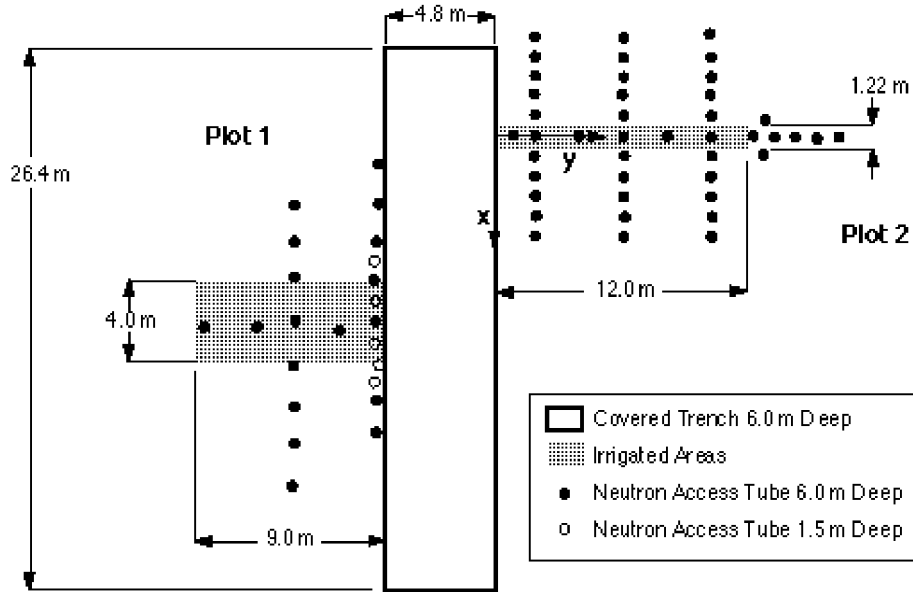 4.8 m
1.22 m
Plot 1
26.4 m
y
x
Plot 2
12.0 m
4.0 m
Covered Trench 6.0 m Deep
Irrigated Areas
Neutron Access Tube 6.0 m Deep
9.0 m
Neutron Access Tube 1.5 m Deep